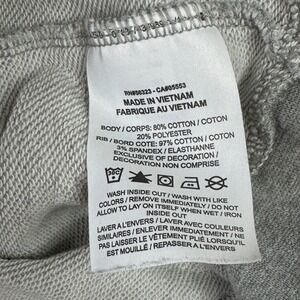 RN#56323 - CA#05553
MADE IN VIETNAM
FABRIQUE AU VIETNAM
BODY / CORPS: 80% COTTON / COTON
20% POLYESTER
RIB / BORD COTE: 97% COTTON / COTON
3% SPANDEX / ELASTHANNE
EXCLUSIVE OF DECORATION /
DECORATION NON COMPRISE
WASH INSIDE OUT / WASH WITH LIKE
COLORS / REMOVE IMMEDIATELY / DO NOT
ALLOW TO LAY ON ITSELF WHEN WET / IRON
INSIDE OUT
LAVER A L'ENVERS / LAVER AVEC COULEURS
SIMILAIRES / ENLEVER IMMEDIATEMENT / NE
PAS LAISSER LE VÊTEMENT PLIÉ LORSQU'IL
EST MOUILLÉ / REPASSER A L'ENVERS